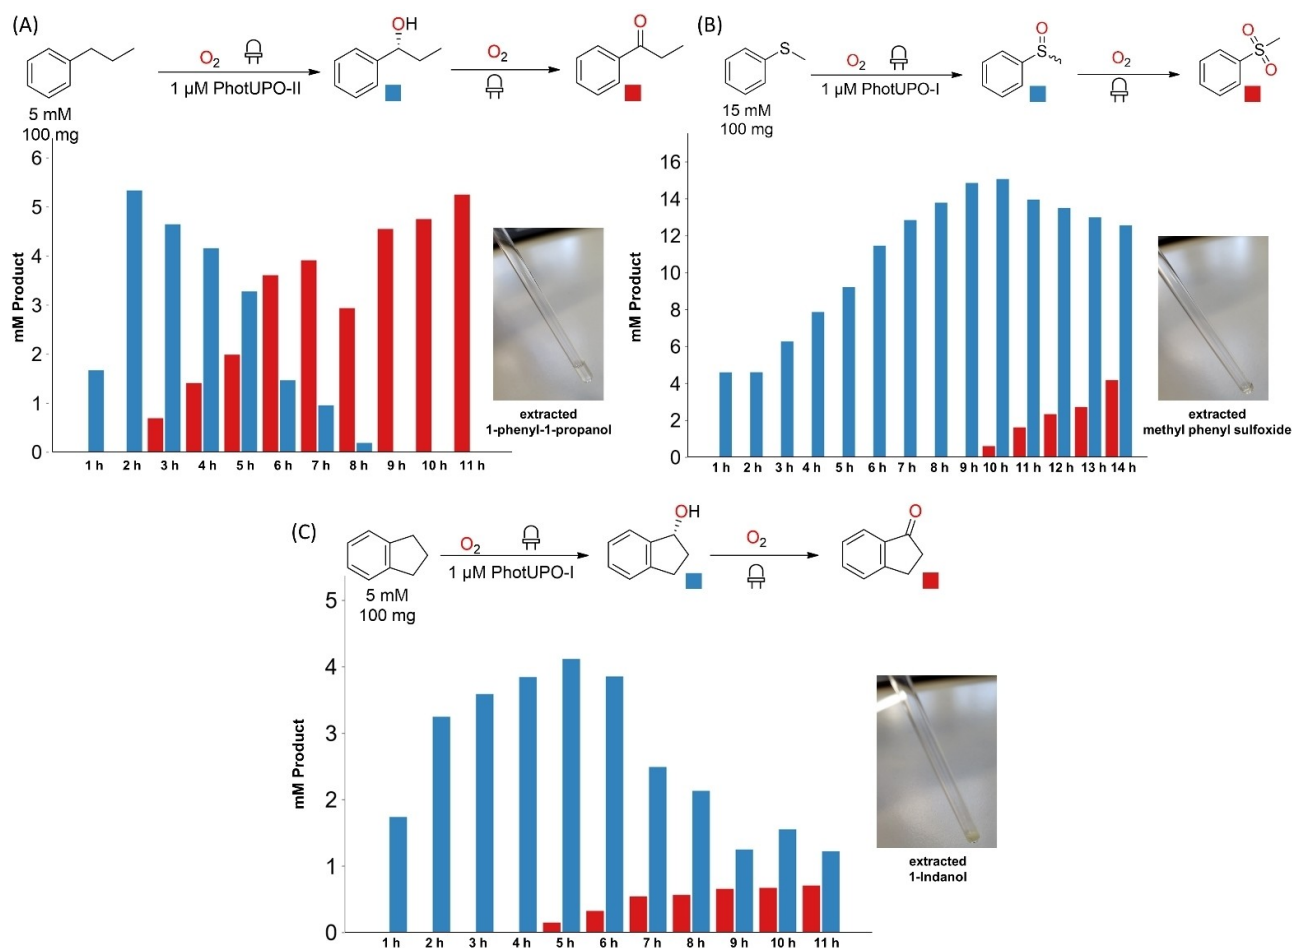 (A)
OH
O
O₂
O₂
1 µM PhotUPO-II
5 mM
100 mg
mM Product
6
5
4
3
2
1
0
1 h 2 h 3 h 4 h 5 h 6 h 7 h 8 h 9 h 10 h 11 h
extracted
1-phenyl-1-propanol
(B)
S
O
S
O
S
O
O₂
O₂
1 µM PhotUPO-I
15 mM
100 mg
mM Product
16
14
12
10
8
6
4
2
0
1 h 2 h 3 h 4 h 5 h 6 h 7 h 8 h 9 h 10 h 11 h 12 h 13 h 14 h
extracted
methyl phenyl sulfoxide
(C)
OH
O
O₂
O₂
1 µM PhotUPO-I
5 mM
100 mg
mM Product
5
4
3
2
1
0
1 h 2 h 3 h 4 h 5 h 6 h 7 h 8 h 9 h 10 h 11 h
extracted
1-Indanol